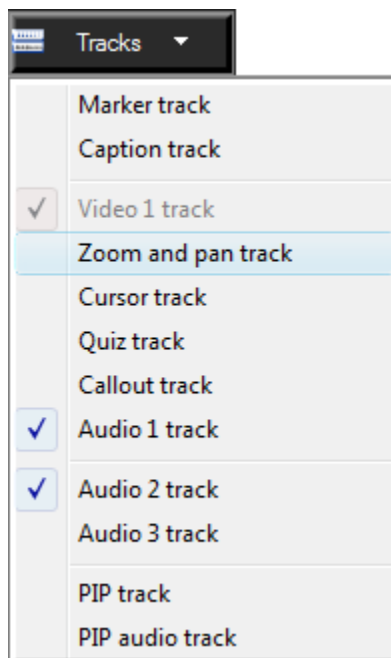 Tracks
Marker track
Caption track
Video 1 track
Zoom and pan track
Cursor track
Quiz track
Callout track
Audio 1 track
Audio 2 track
Audio 3 track
PIP track
PIP audio track